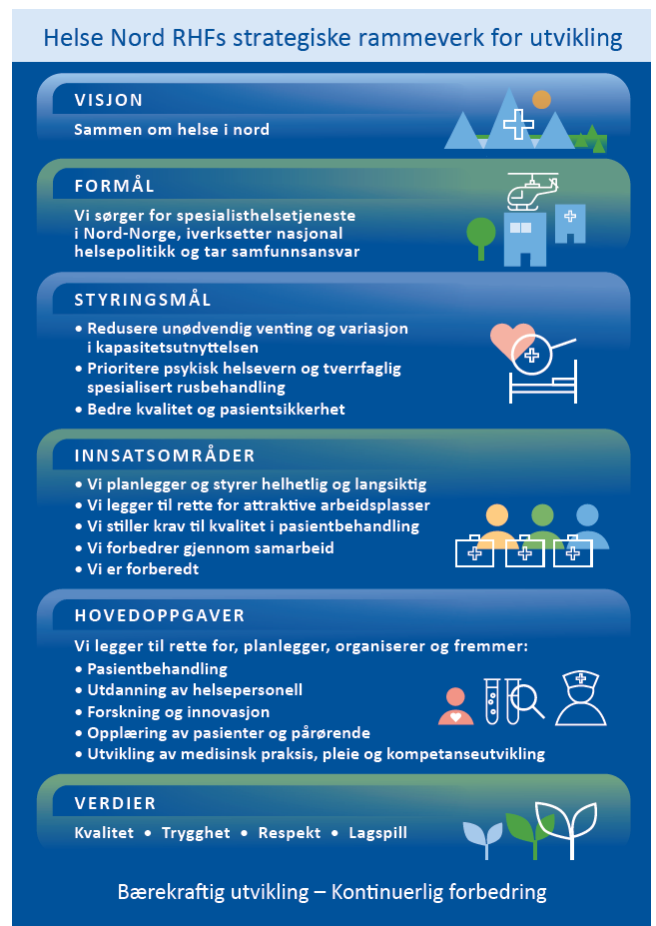 Helse Nord RHFs strategiske rammeverk for utvikling
VISJON
Sammen om helse i nord
FORMÅL
Vi sørger for spesialisthelsetjeneste
i Nord-Norge, iverksetter nasjonal
helsepolitikk og tar samfunnsansvar
STYRINGSMÅL
• Redusere unødvendig venting og variasjon
i kapasitetsutnyttelsen
• Prioritere psykisk helsevern og tverrfaglig
spesialisert rusbehandling
• Bedre kvalitet og pasientsikkerhet
INNSATSOMRÅDER
• Vi planlegger og styrer helhetlig og langsiktig
• Vi legger til rette for attraktive arbeidsplasser
• Vi stiller krav til kvalitet i pasientbehandling
• Vi forbedrer gjennom samarbeid
• Vi er forberedt
HOVEDOPPGAVER
Vi legger til rette for, planlegger, organiserer og fremmer:
• Pasientbehandling
• Utdanning av helsepersonell
• Forskning og innovasjon
• Opplæring av pasienter og pårørende
• Utvikling av medisinsk praksis, pleie og kompetanseutvikling
VERDIER
Kvalitet • Trygghet • Respekt • Lagspill
Bærekraftig utvikling – Kontinuerlig forbedring